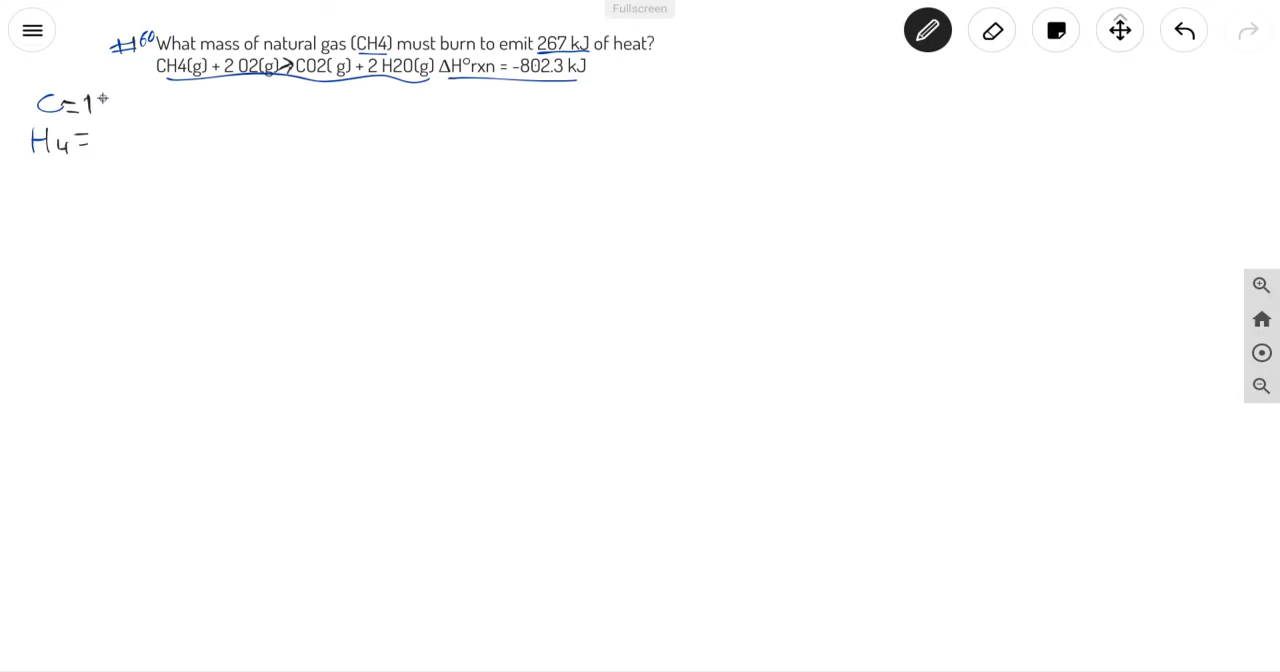 Fullscreen
#60 What mass of natural gas (CH4) must burn to emit 267 kJ of heat?
CH4(g) + 2 O2(g)→CO2( g) + 2 H2O(g) ΔH°rxn = -802.3 kJ
C=1
H4=